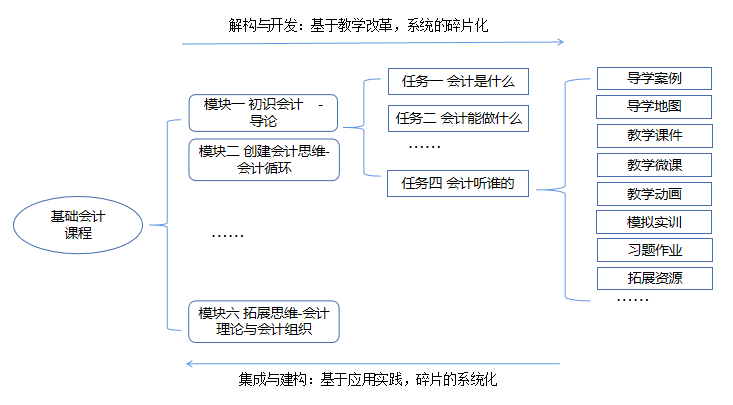 解构与开发：基于教学改革，系统的碎片化
基础会计
课程
模块一 初识会计 -
导论
模块二 创建会计思维-
会计循环
……
模块六 拓展思维-会计
理论与会计组织
任务一 会计是什么
任务二 会计能做什么
……
任务四 会计听谁的
导学案例
导学地图
教学课件
教学微课
教学动画
模拟实训
习题作业
拓展资源
……
集成与建构：基于应用实践，碎片的系统化